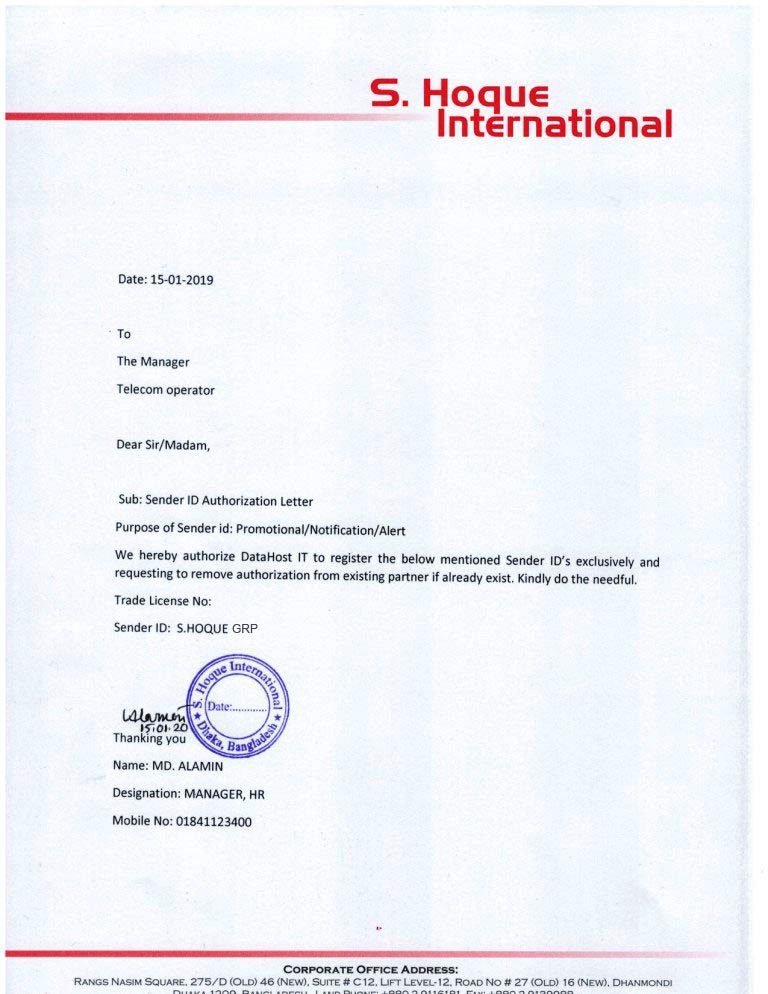 S. Hoque
International
Date: 15-01-2019
To
The Manager
Telecom operator
Dear Sir/Madam,
Sub: Sender ID Authorization Letter
Purpose of Sender id: Promotional/Notification/Alert
We hereby authorize DataHost IT to register the below mentioned Sender ID's exclusively and
requesting to remove authorization from existing partner if already exist. Kindly do the needful.
Trade License No:
Sender ID: S.HOQUE GRP
S. Hoque International
Date:............
★ Dhaka, Bangladesh ★
Alamen
15.01.20
Thanking you
Name: MD. ALAMIN
Designation: MANAGER, HR
Mobile No: 01841123400
CORPORATE OFFICE ADDRESS:
RANGS NASIM SQUARE, 275/D (OLD) 46 (NEW), SUITE # C12, LIFT LEVEL-12, ROAD NO # 27 (OLD) 16 (NEW), DHANMONDI